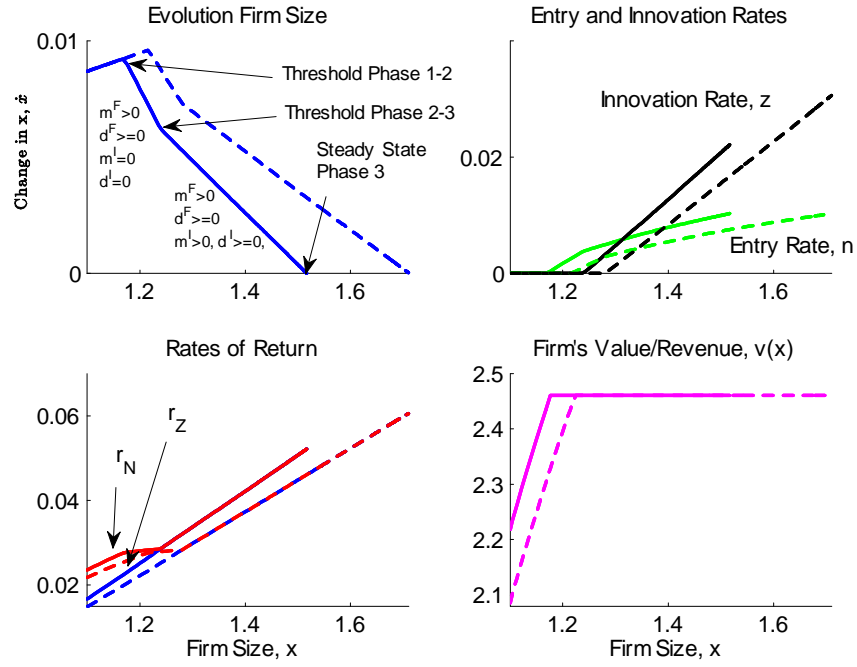 Evolution Firm Size
0.01
Change in x, ẋ
0
1.2
1.4
1.6
Threshold Phase 1-2
Threshold Phase 2-3
Steady State
Phase 3
m^F>0
d^F>=0
m^I=0
d^I=0
m^F>0
d^F>=0
m^I>0, d^I>=0,
Entry and Innovation Rates
0.02
0
1.2
1.4
1.6
Innovation Rate, z
Entry Rate, n
Rates of Return
0.06
0.04
0.02
1.2
1.4
1.6
r_N
r_Z
Firm Size, x
Firm's Value/Revenue, v(x)
2.5
2.4
2.3
2.2
2.1
1.2
1.4
1.6
Firm Size, x